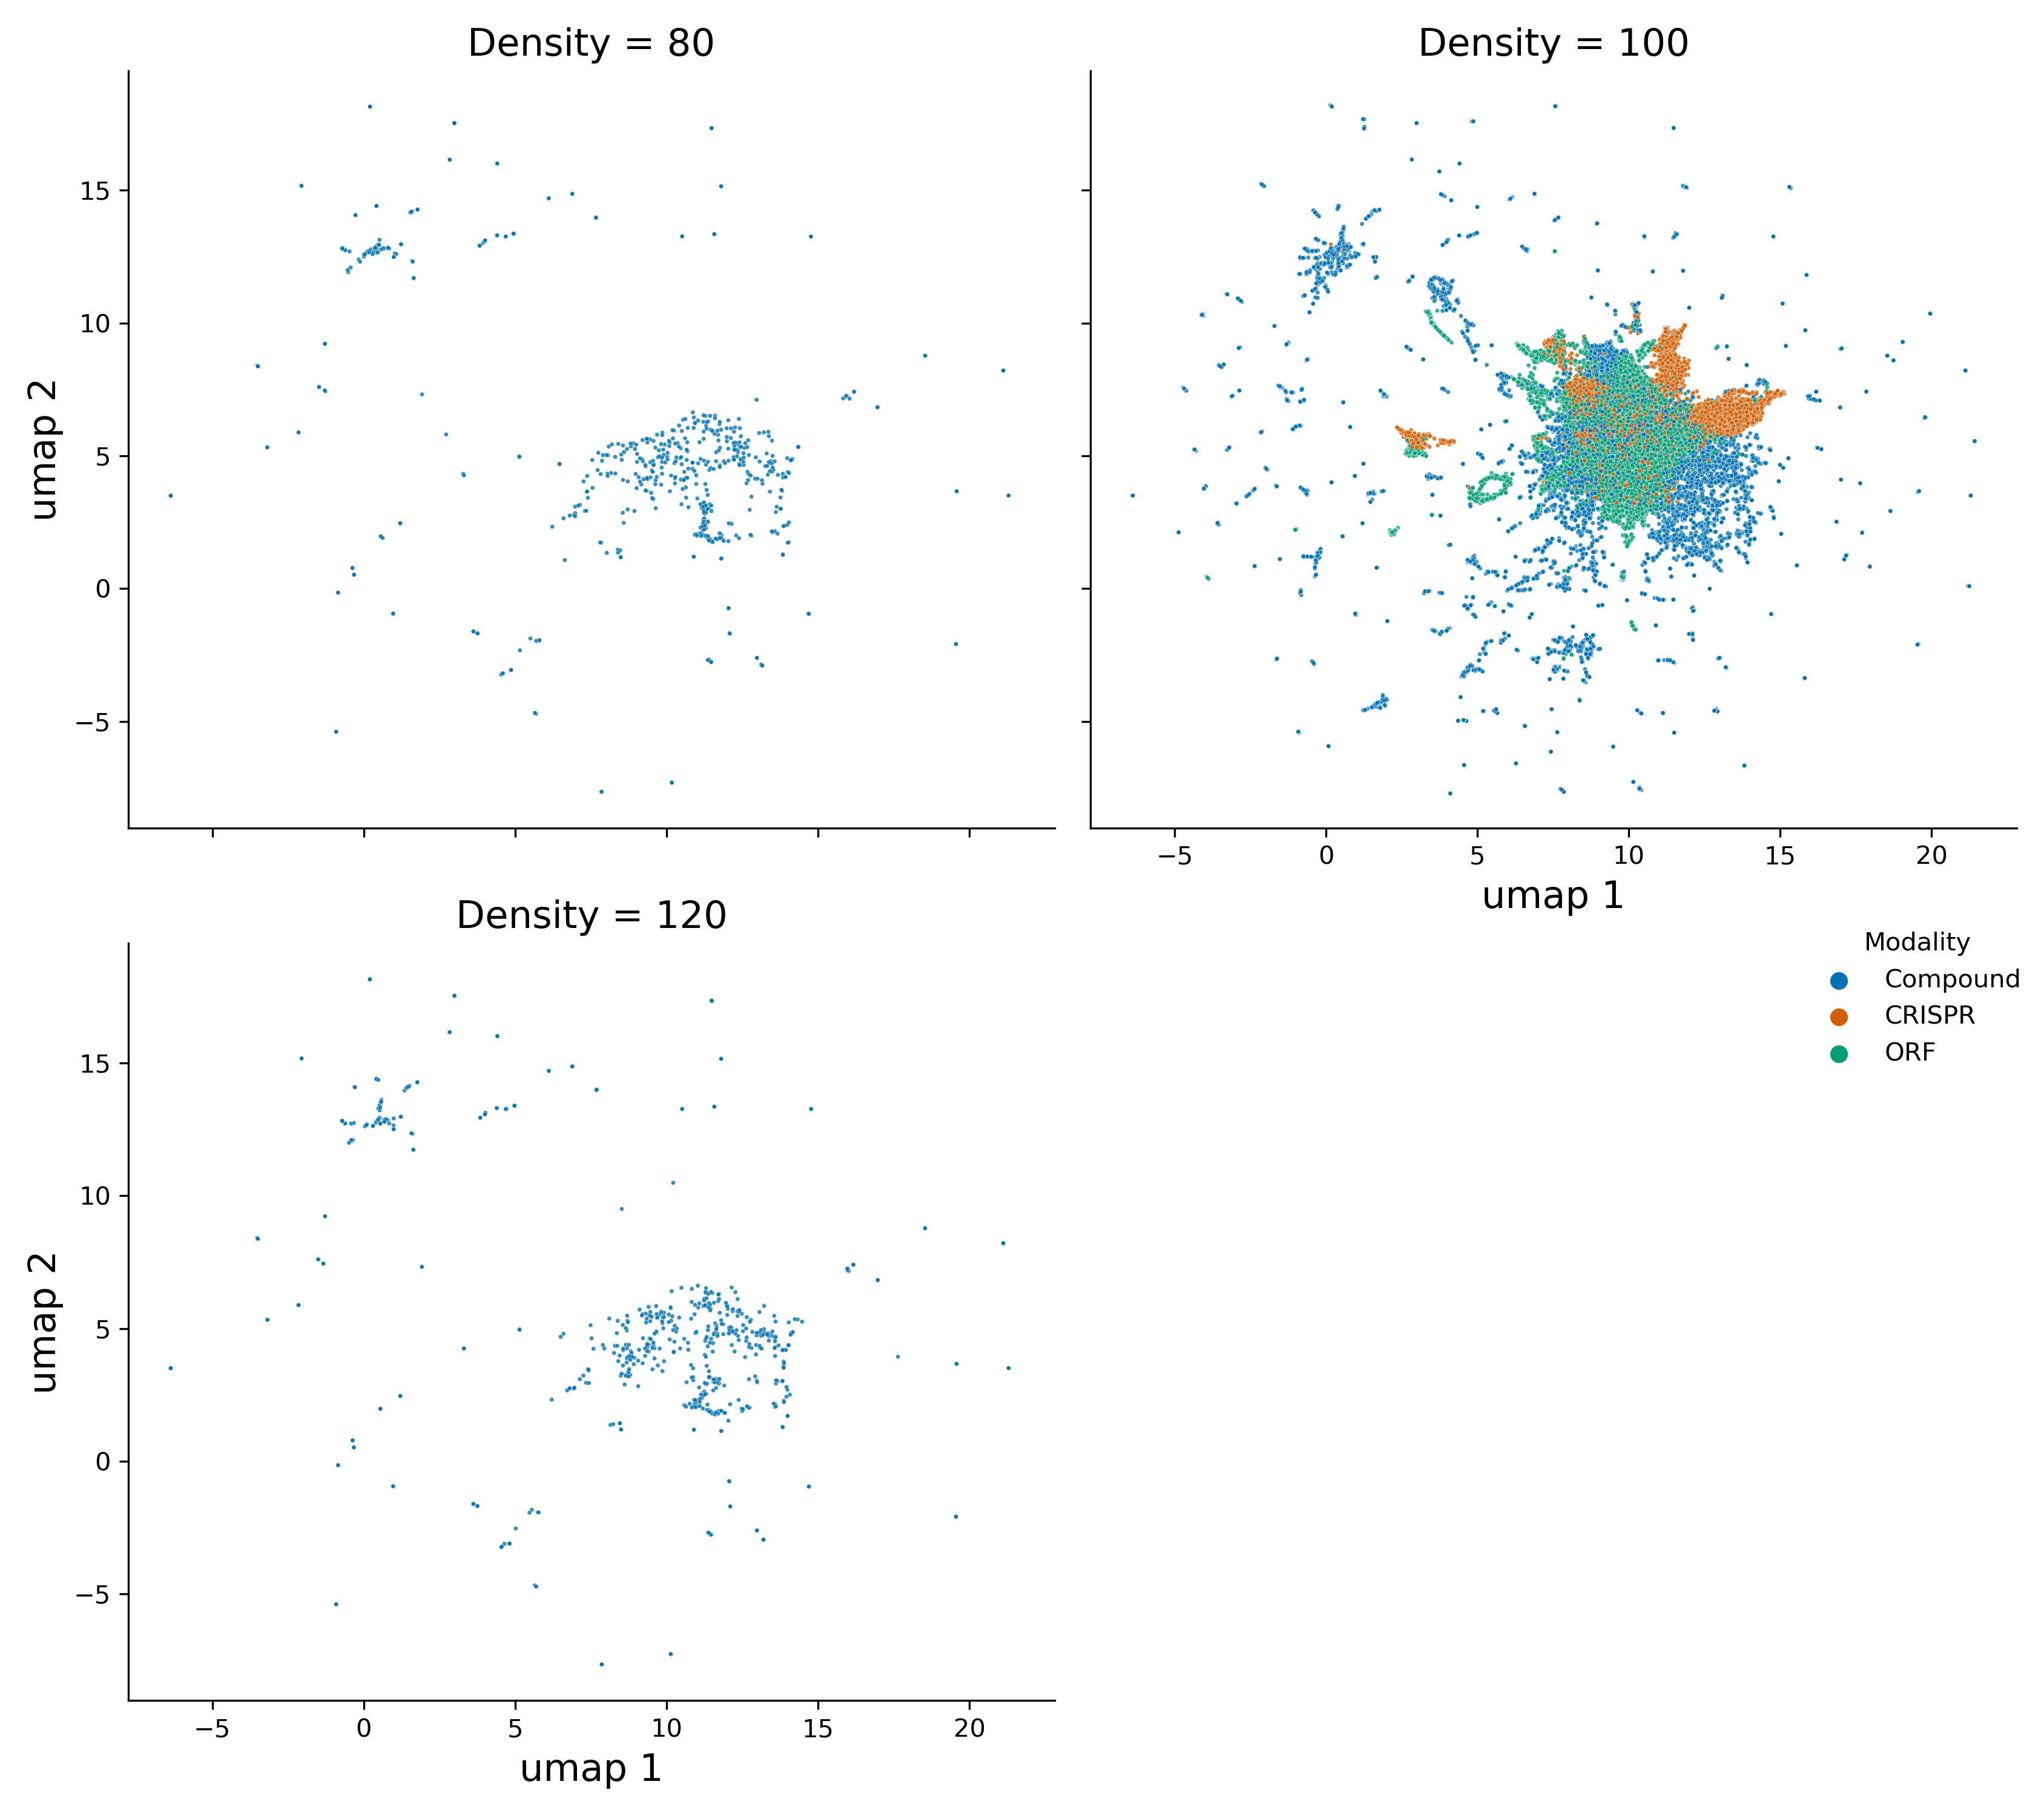 Density = 80
Density = 100
15
10
5
0
−5
umap 2
−5 0 5 10 15 20
umap 1
Density = 120
Modality
Compound
CRISPR
ORF
15
10
5
0
−5
umap 2
−5 0 5 10 15 20
umap 1